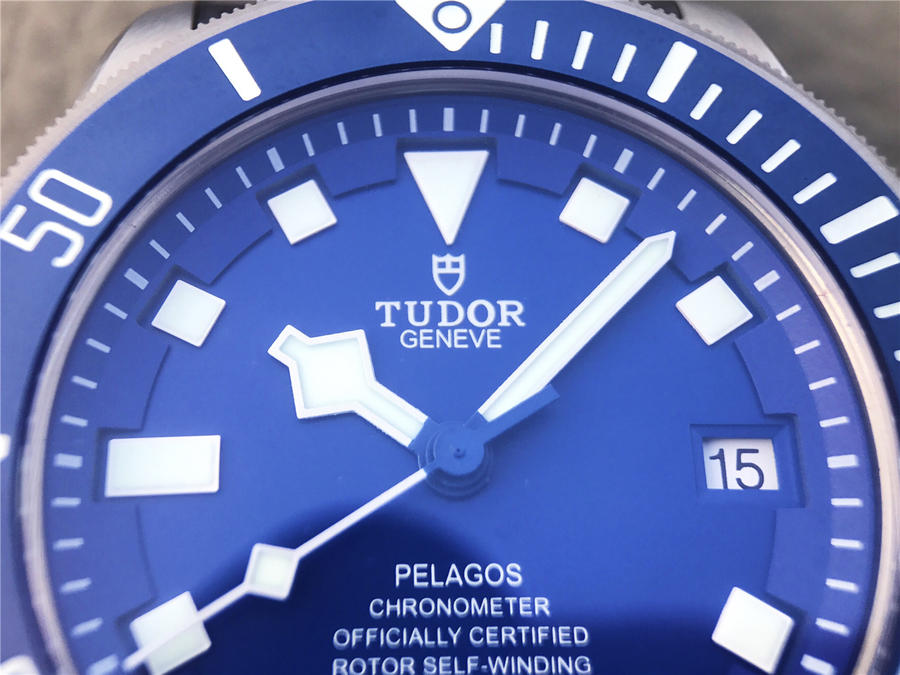 50
TUDOR
GENEVE
15
PELAGOS
CHRONOMETER
OFFICIALLY CERTIFIED
ROTOR SELF-WINDING